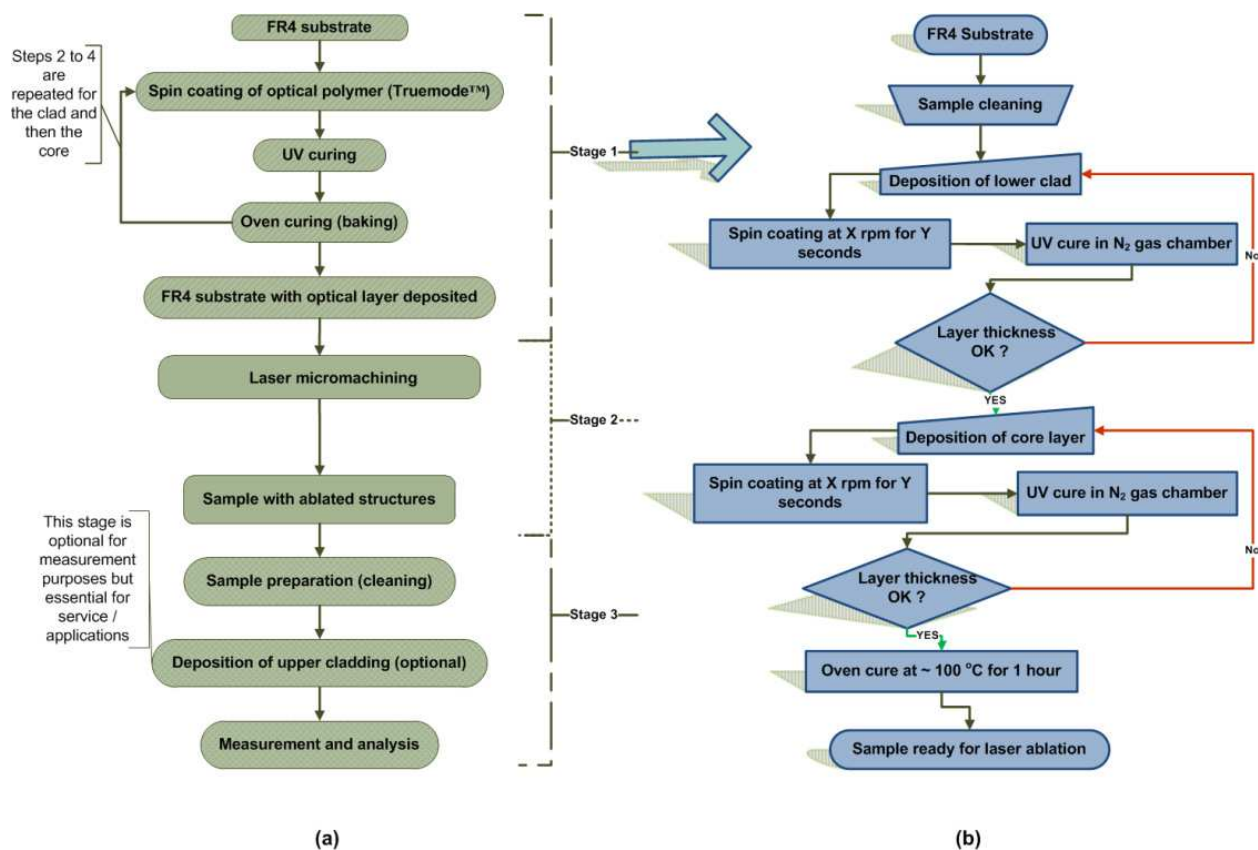 FR4 substrate
Steps 2 to 4
are
repeated for
the clad and
then the
core
Spin coating of optical polymer (Truemode™)
UV curing
Oven curing (baking)
FR4 substrate with optical layer deposited
Laser micromachining
Sample with ablated structures
This stage is
optional for
measurement
purposes but
essential for
service /
applications
Sample preparation (cleaning)
Deposition of upper cladding (optional)
Measurement and analysis
Stage 1
Stage 2
Stage 3
(a)
FR4 Substrate
Sample cleaning
Deposition of lower clad
Spin coating at X rpm for Y
seconds
UV cure in N₂ gas chamber
No
Layer thickness
OK ?
YES
Deposition of core layer
Spin coating at X rpm for Y
seconds
UV cure in N₂ gas chamber
No
Layer thickness
OK ?
YES
Oven cure at ~ 100 °C for 1 hour
Sample ready for laser ablation
(b)